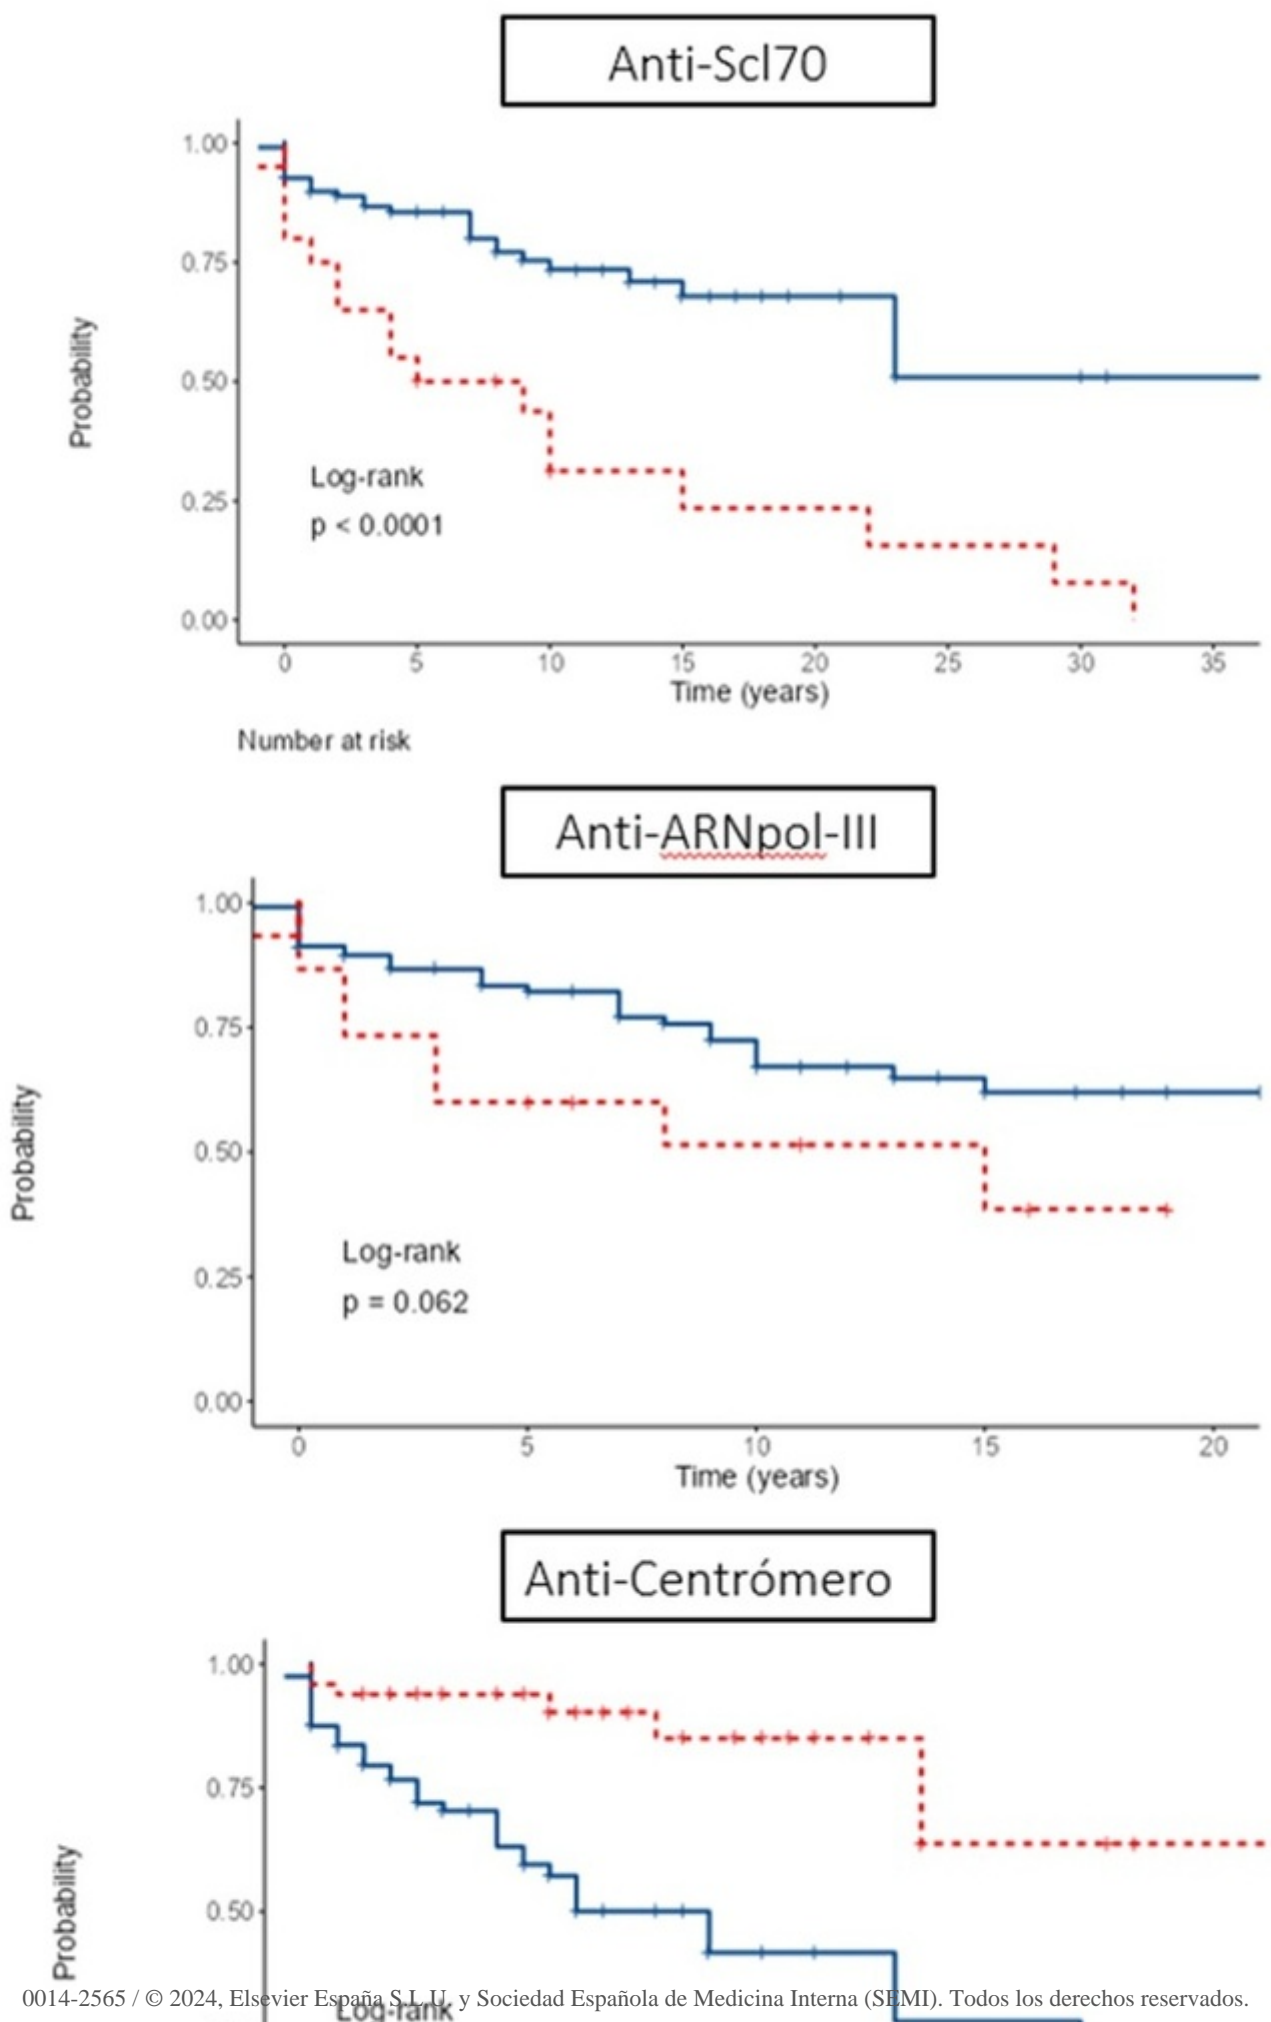 Anti-Scl70
1.00
0.75
0.50
0.25
0.00
Probability
Log-rank
p < 0.0001
0 5 10 15 20 25 30 35
Time (years)
Number at risk
Anti-ARNpol-III
1.00
0.75
0.50
0.25
0.00
Probability
Log-rank
p = 0.062
0 5 10 15 20
Time (years)
Anti-Centrómero
1.00
0.75
0.50
Probability
Log-rank
0014-2565 / © 2024, Elsevier España S.L.U. y Sociedad Española de Medicina Interna (SEMI). Todos los derechos reservados.